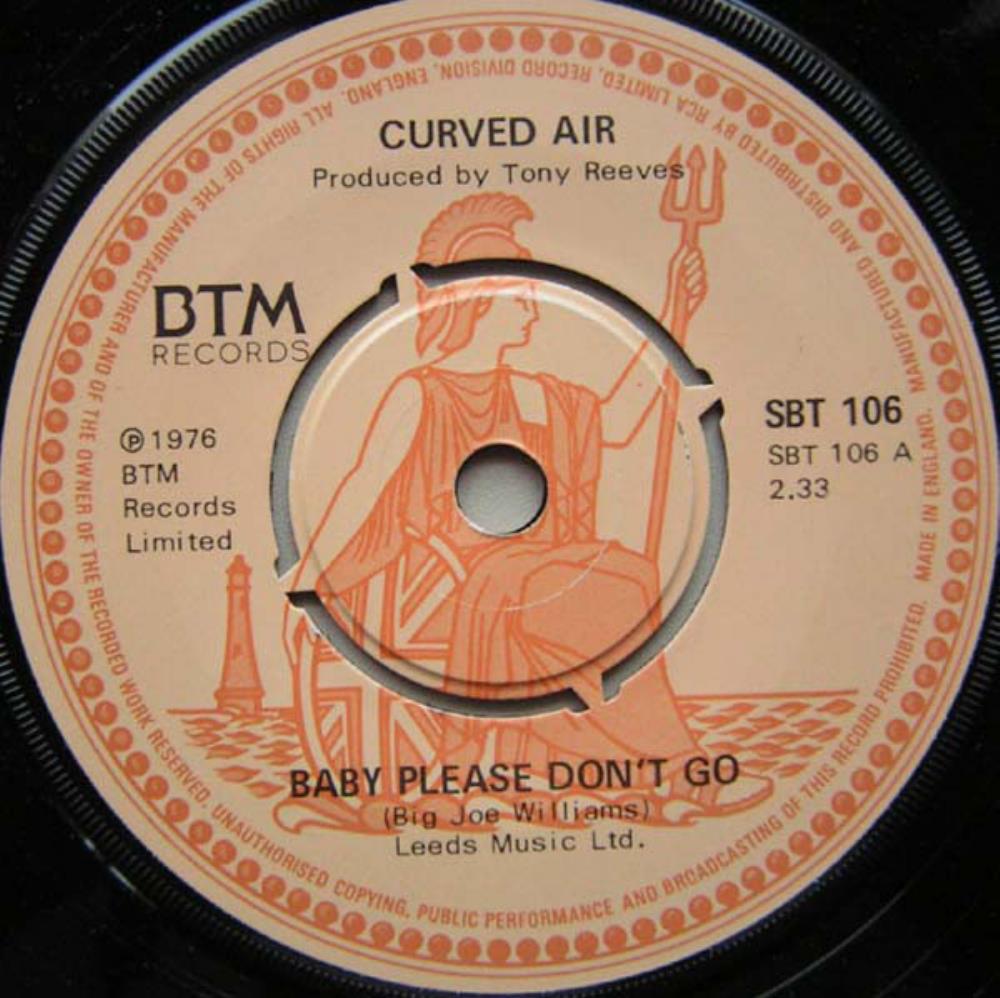 CURVED AIR
Produced by Tony Reeves
BTM
RECORDS
℗ 1976
BTM
Records
Limited
SBT 106
SBT 106 A
2.33
BABY PLEASE DON'T GO
(Big Joe Williams)
Leeds Music Ltd.
ALL RIGHTS OF THE MANUFACTURER AND OF THE OWNER OF THE RECORDED WORK RESERVED. UNAUTHORISED COPYING, PUBLIC PERFORMANCE AND BROADCASTING OF THIS RECORD PROHIBITED. MADE IN ENGLAND. MANUFACTURED AND DISTRIBUTED BY RCA LIMITED, RECORD DIVISION, ENGLAND.